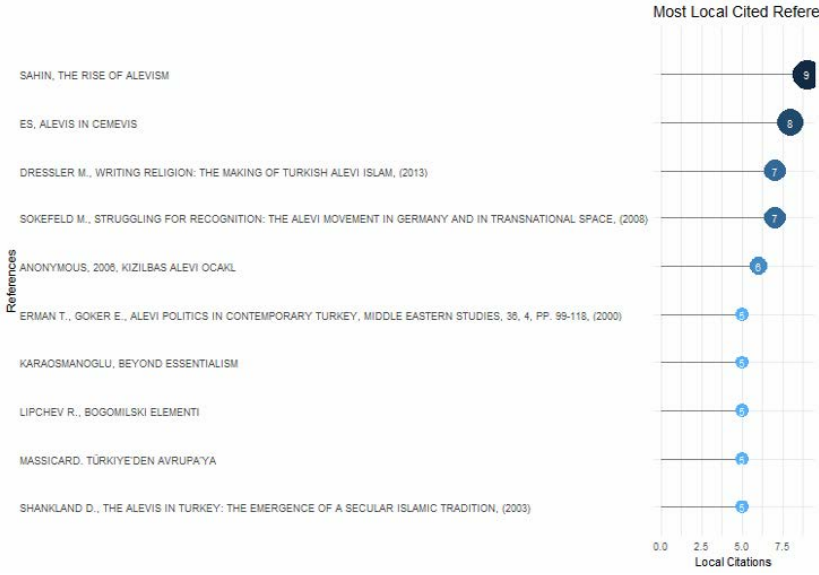 Most Local Cited Refere
SAHIN, THE RISE OF ALEVISM
9
ES, ALEVIS IN CEMEVIS
8
DRESSLER M., WRITING RELIGION: THE MAKING OF TURKISH ALEVI ISLAM, (2013)
7
SOKEFELD M., STRUGGLING FOR RECOGNITION: THE ALEVI MOVEMENT IN GERMANY AND IN TRANSNATIONAL SPACE, (2008)
7
References
ANONYMOUS, 2006, KIZILBAS ALEVI OCAKL
6
ERMAN T., GOKER E., ALEVI POLITICS IN CONTEMPORARY TURKEY, MIDDLE EASTERN STUDIES, 36, 4, PP. 99-118, (2000)
5
KARAOSMANOGLU, BEYOND ESSENTIALISM
5
LIPCHEV R., BOGOMILSKI ELEMENTI
5
MASSICARD. TÜRKIYE'DEN AVRUPA'YA
5
SHANKLAND D., THE ALEVIS IN TURKEY: THE EMERGENCE OF A SECULAR ISLAMIC TRADITION, (2003)
5
0.0 2.5 5.0 7.5
Local Citations